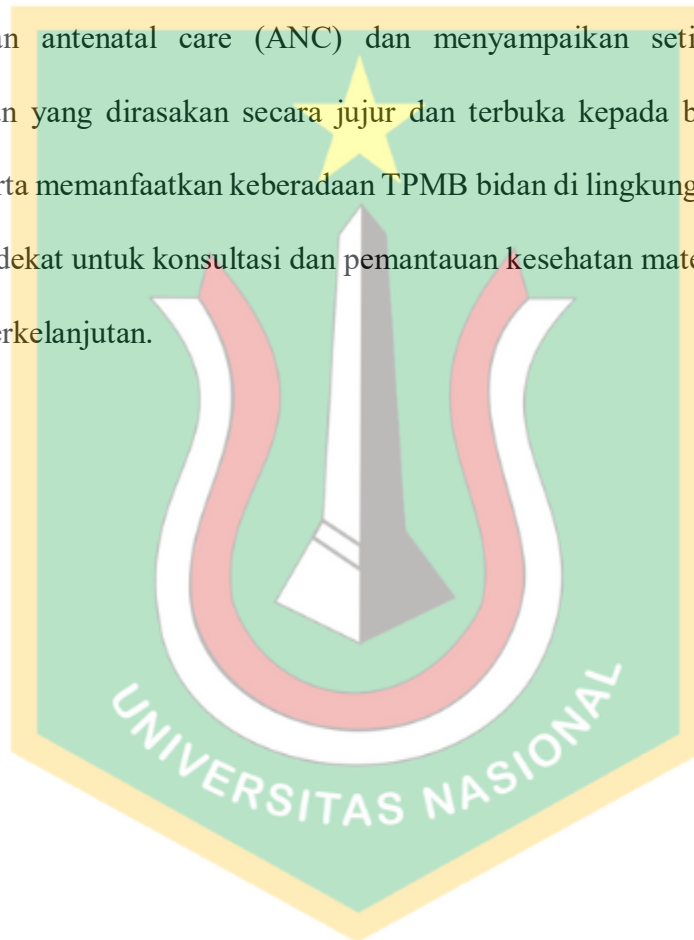 an antenatal care (ANC) dan menyampaikan seti
n yang dirasakan secara jujur dan terbuka kepada b
rta memanfaatkan keberadaan TPMB bidan di lingkung
dekat untuk konsultasi dan pemantauan kesehatan mate
erkelanjutan.
UNIVERSITAS NASIONAL